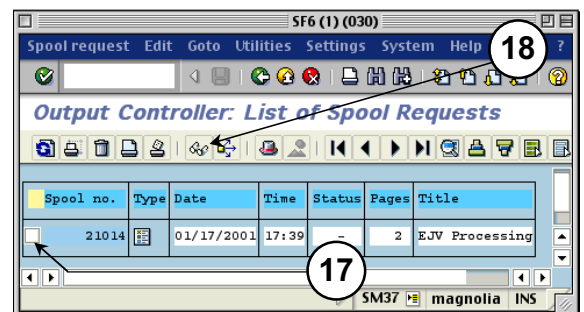 SF6 (1) (030)
Spool request Edit Goto Utilities Settings System Help ?
18
Output Controller: List of Spool Requests
Spool no. Type Date Time Status Pages Title
21014 01/17/2001 17:39 - 2 EJV Processing
17
SM37 magnolia INS